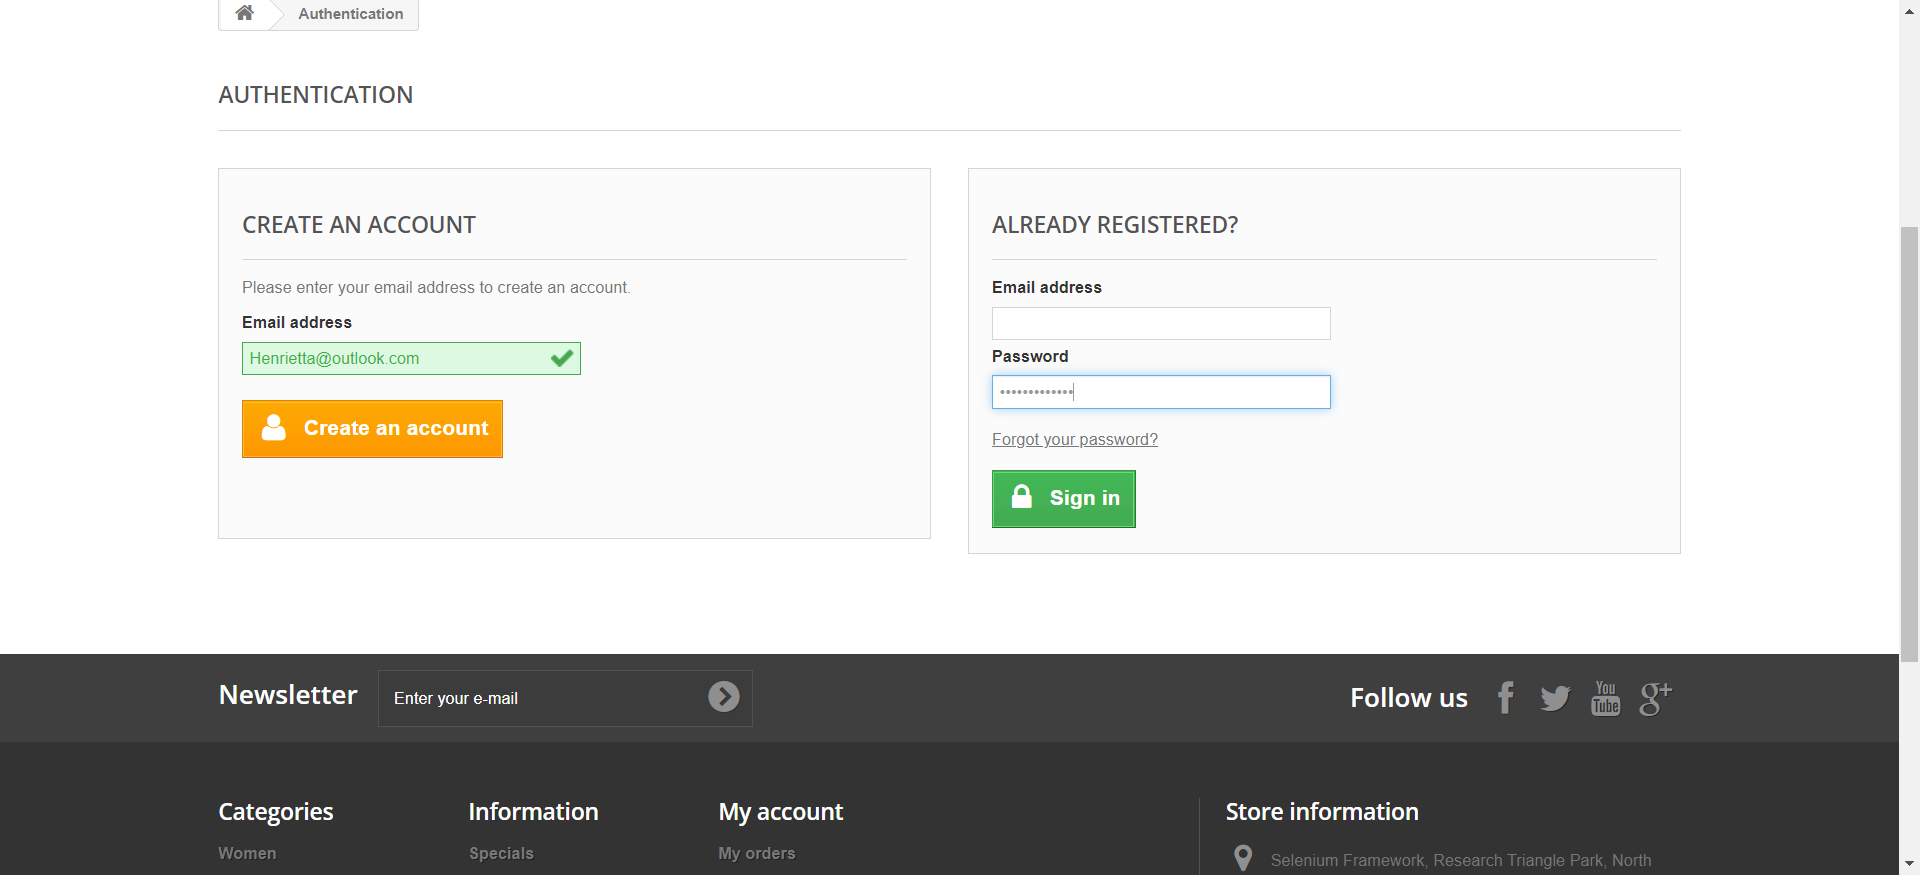 Authentication
AUTHENTICATION
CREATE AN ACCOUNT
Please enter your email address to create an account.
Email address
Henrietta@outlook.com
Create an account
ALREADY REGISTERED?
Email address
Password
•••••••••••••
Forgot your password?
Sign in
Newsletter
Enter your e-mail
Follow us
You
Tube
g+
Categories
Women
Information
Specials
My account
My orders
Store information
Selenium Framework, Research Triangle Park, North